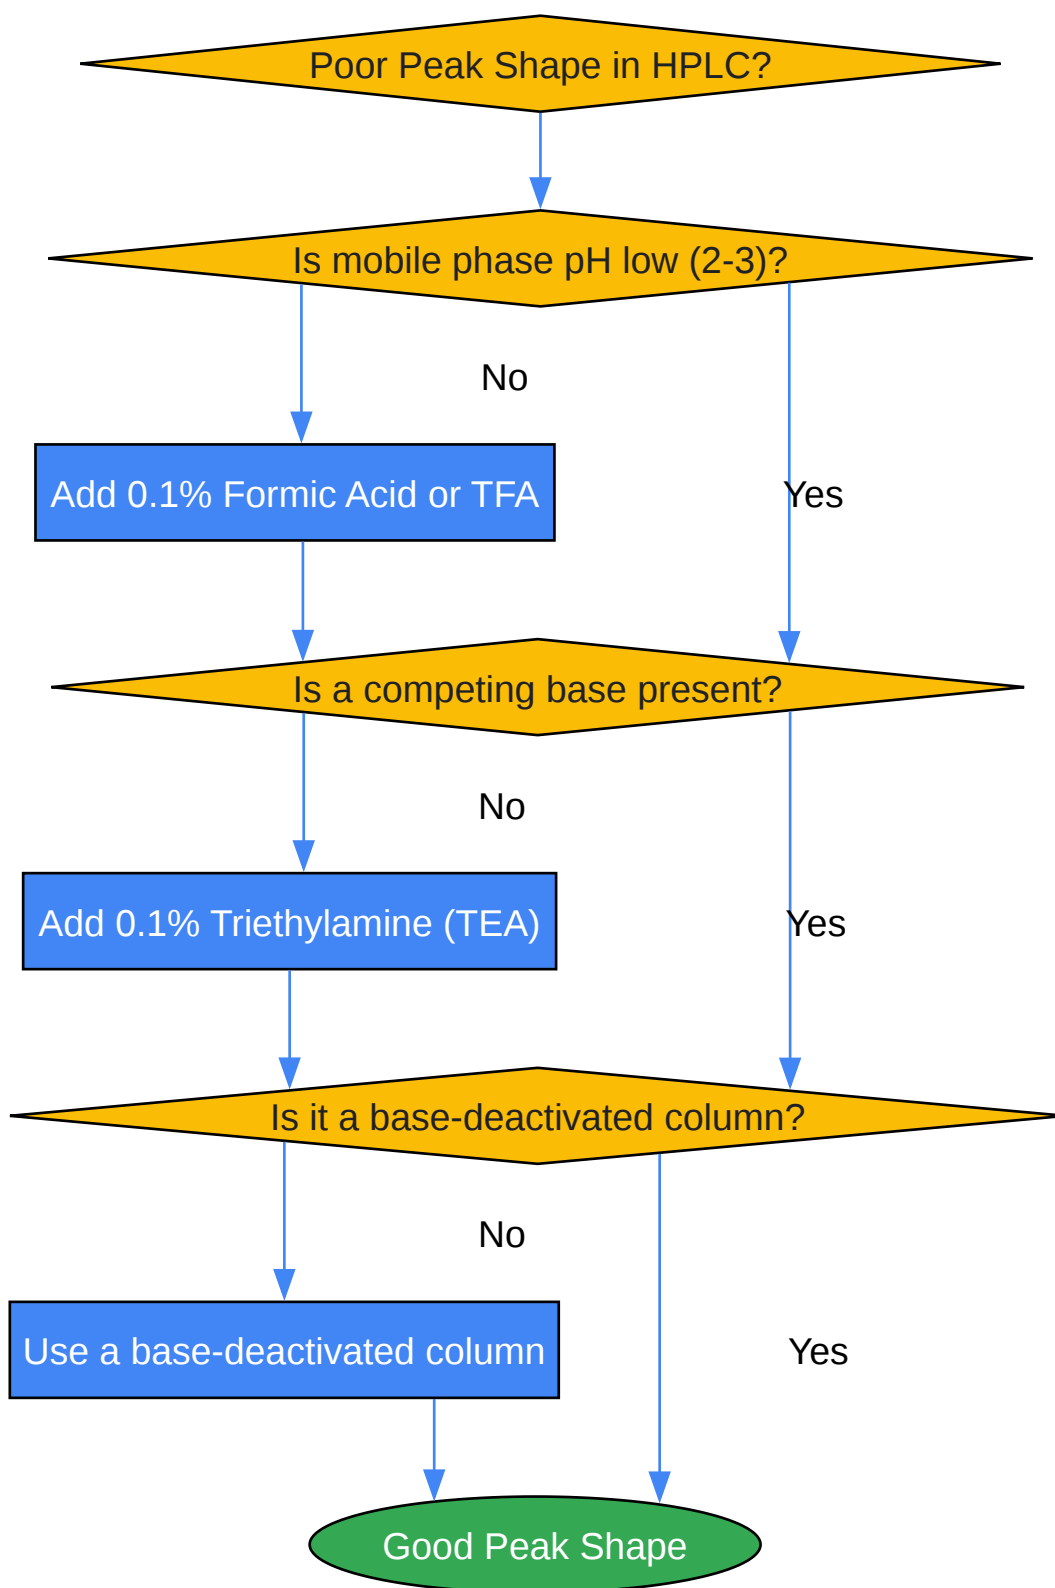 Poor Peak Shape in HPLC?
Is mobile phase pH low (2-3)?
No
Add 0.1% Formic Acid or TFA
Yes
Is a competing base present?
No
Add 0.1% Triethylamine (TEA)
Yes
Is it a base-deactivated column?
No
Use a base-deactivated column
Yes
Good Peak Shape